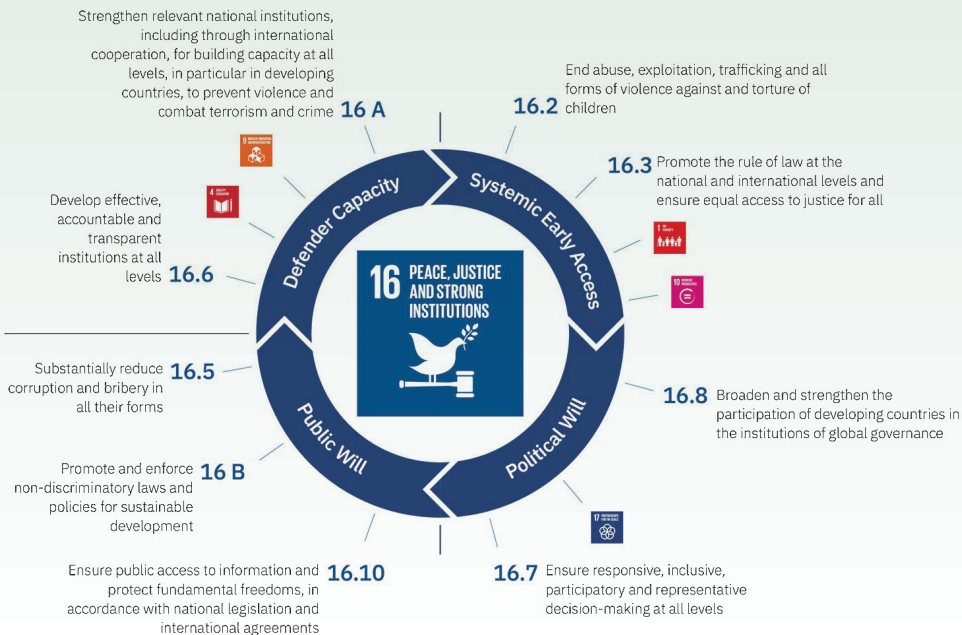 Strengthen relevant national institutions,
including through international
cooperation, for building capacity at all
levels, in particular in developing
countries, to prevent violence and
combat terrorism and crime
16 A
End abuse, exploitation, trafficking and all
forms of violence against and torture of
children
16.2
16.3
Promote the rule of law at the
national and international levels and
ensure equal access to justice for all
Develop effective,
accountable and
transparent
institutions at all
levels
16.6
Defender Capacity
Systemic Early Access
16 PEACE, JUSTICE
AND STRONG
INSTITUTIONS
9
4
1
10
Substantially reduce
corruption and bribery in
all their forms
16.5
16.8
Broaden and strengthen the
participation of developing countries in
the institutions of global governance
Public Will
Political Will
Promote and enforce
non-discriminatory laws and
policies for sustainable
development
16 B
17
Ensure public access to information and
protect fundamental freedoms, in
accordance with national legislation and
international agreements
16.10
16.7
Ensure responsive, inclusive,
participatory and representative
decision-making at all levels